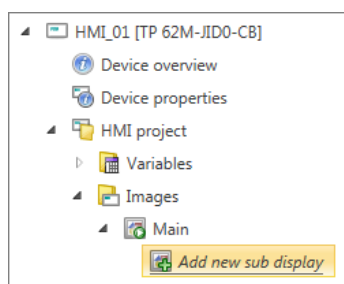 HMI_01 [TP 62M-JID0-CB]
Device overview
Device properties
HMI project
Variables
Images
Main
Add new sub display